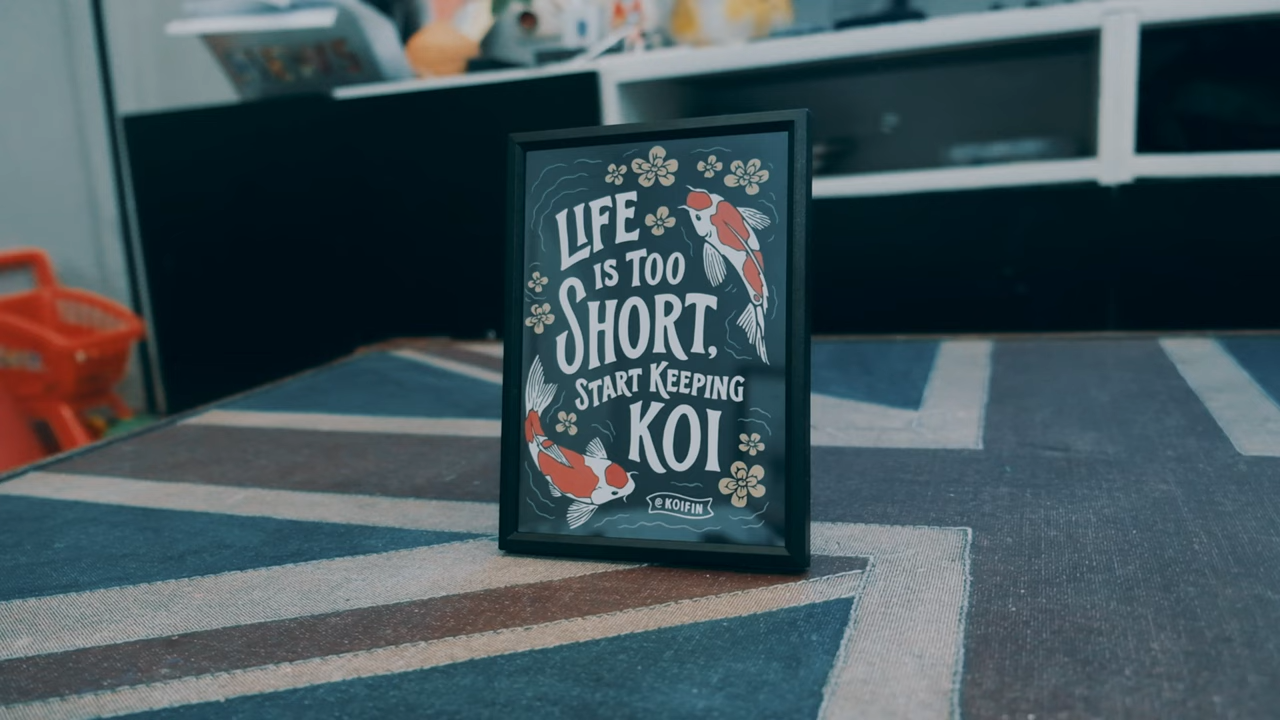 LIFE
IS TOO
SHORT,
START KEEPING
KOI
@KOIFIN